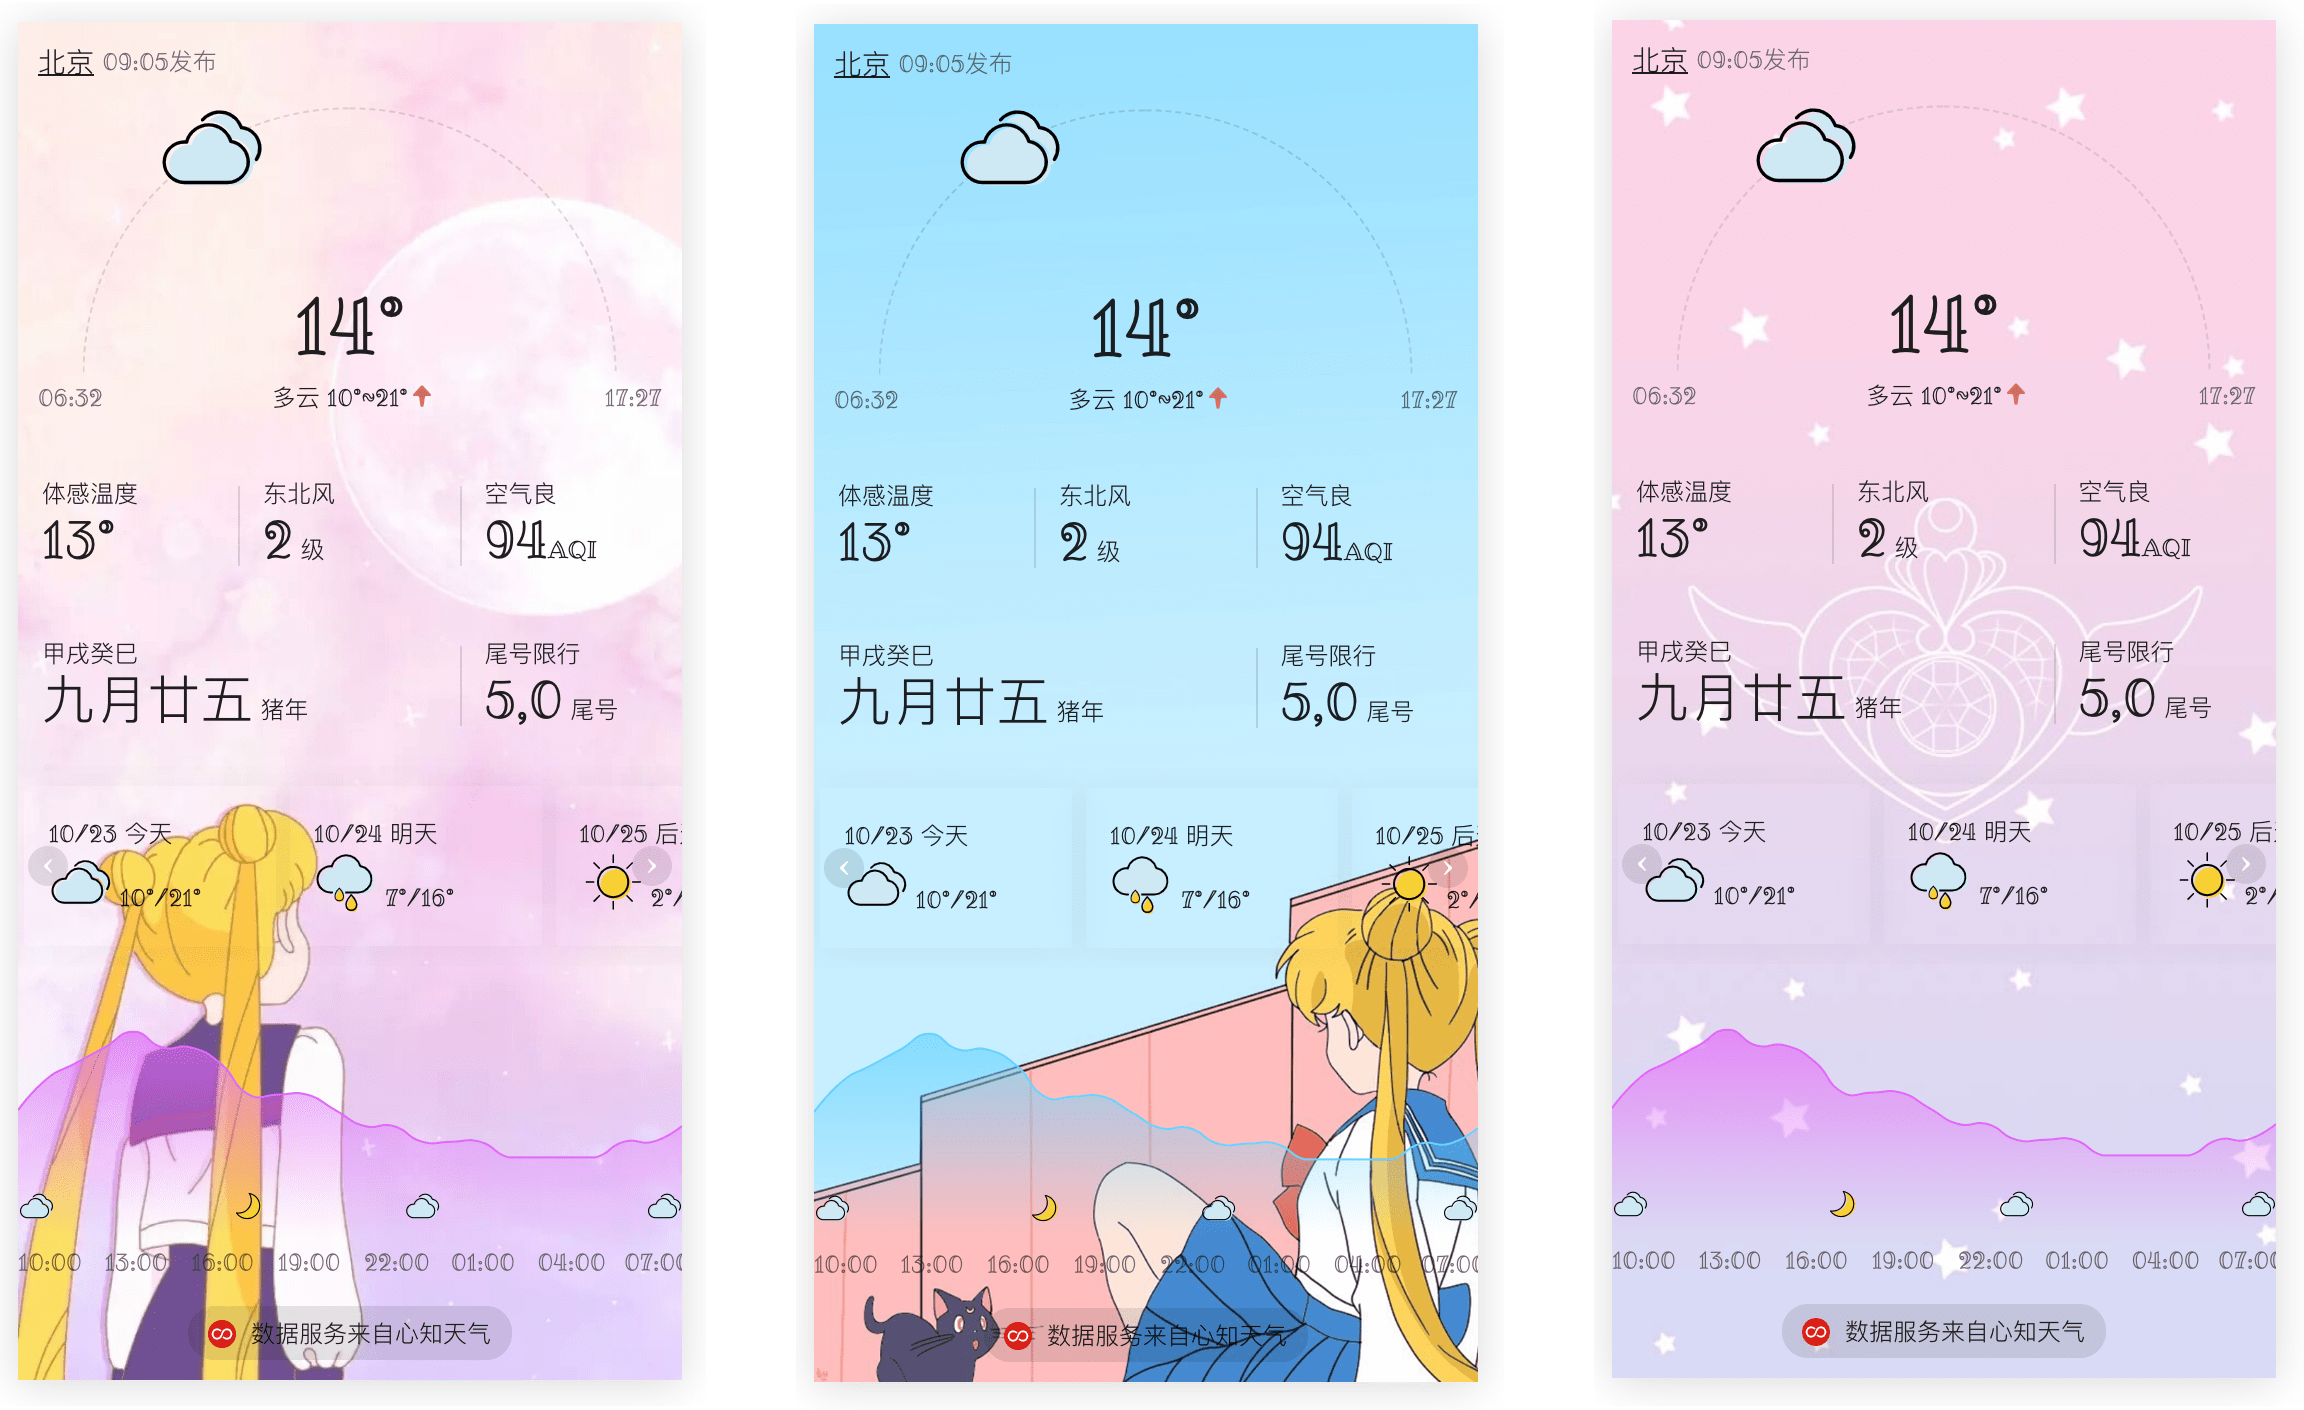 北京 09:05发布
14°
06:32 多云 10°~21° 17:27
体感温度 东北风 空气良
13° 2 级 94AQI
甲戌癸巳 尾号限行
九月廿五 猪年 5,0 尾号
10/23 今天 10/24 明天 10/25 后
10°/21° 7°/16° 2°/
10:00 13:00 16:00 19:00 22:00 01:00 04:00 07:00
数据服务来自心知天气
北京 09:05发布
14°
06:32 多云 10°~21° 17:27
体感温度 东北风 空气良
13° 2 级 94AQI
甲戌癸巳 尾号限行
九月廿五 猪年 5,0 尾号
10/23 今天 10/24 明天 10/25 后
10°/21° 7°/16° 2°/
10:00 13:00 16:00 19:00 22:00 01:00 04:00 07:00
数据服务来自心知天气
北京 09:05发布
14°
06:32 多云 10°~21° 17:27
体感温度 东北风 空气良
13° 2 级 94AQI
甲戌癸巳 尾号限行
九月廿五 猪年 5,0 尾号
10/23 今天 10/24 明天 10/25 后
10°/21° 7°/16° 2°/
10:00 13:00 16:00 19:00 22:00 01:00 04:00 07:00
数据服务来自心知天气